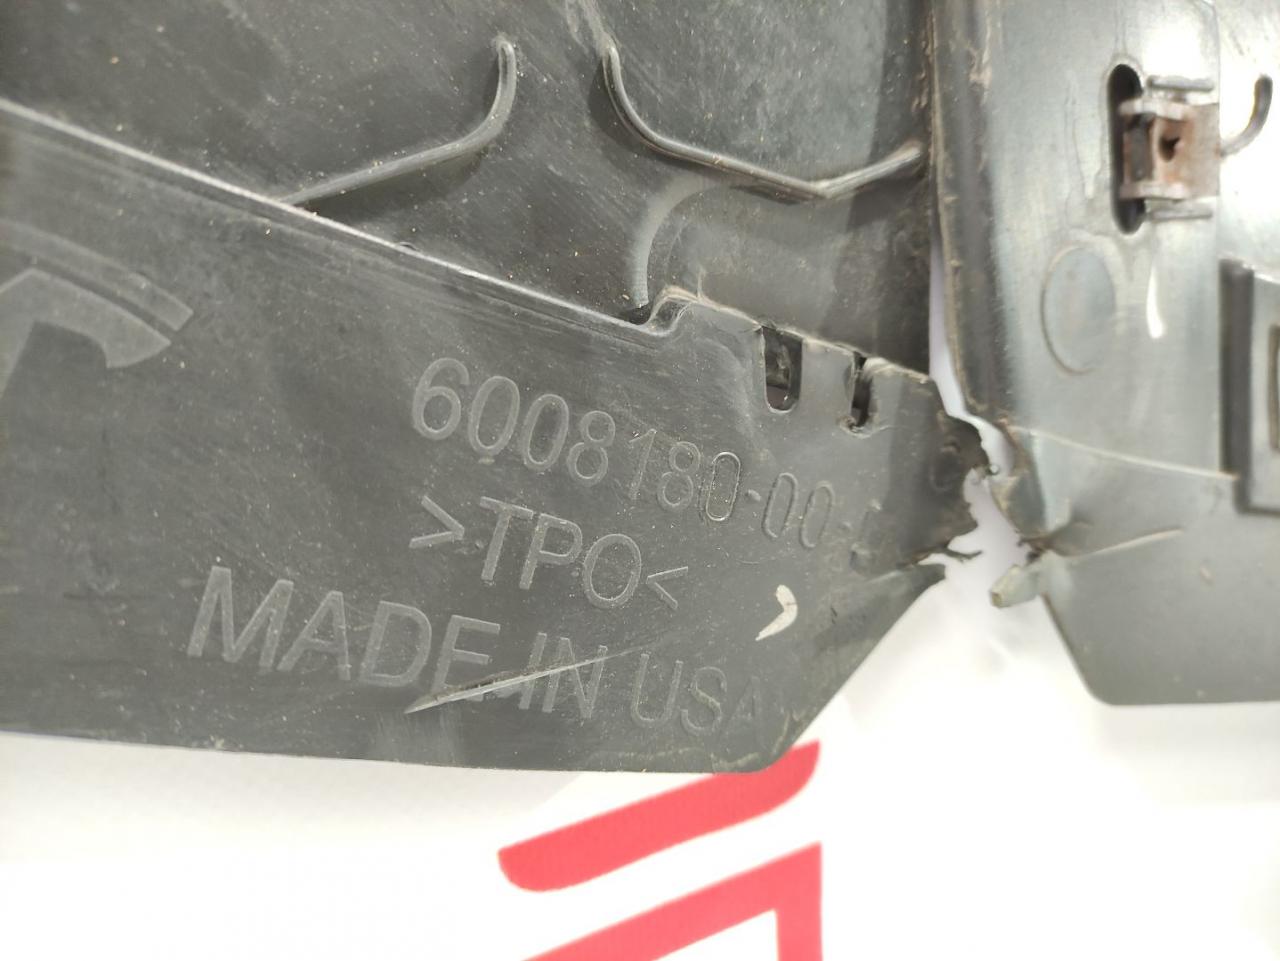 6008180-00-
>TPO<
MADE IN USA